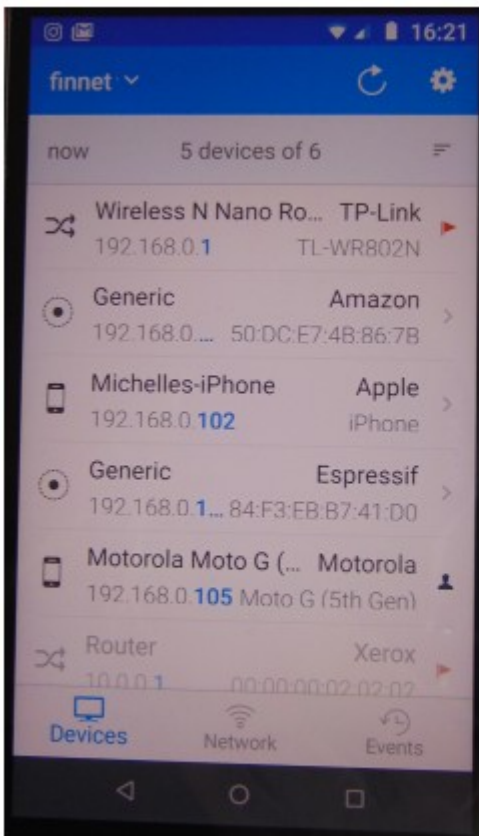 16:21
finnet
now 5 devices of 6
Wireless N Nano Ro... TP-Link
192.168.0.1 TL-WR802N
Generic Amazon
192.168.0.... 50:DC:E7:4B:86:7B
Michelles-iPhone Apple
192.168.0.102 iPhone
Generic Espressif
192.168.0.1... 84:F3:EB:B7:41:D0
Motorola Moto G (... Motorola
192.168.0.105 Moto G (5th Gen)
Router Xerox
10.0.0.1 00:00:00:02:02:02
Devices Network Events